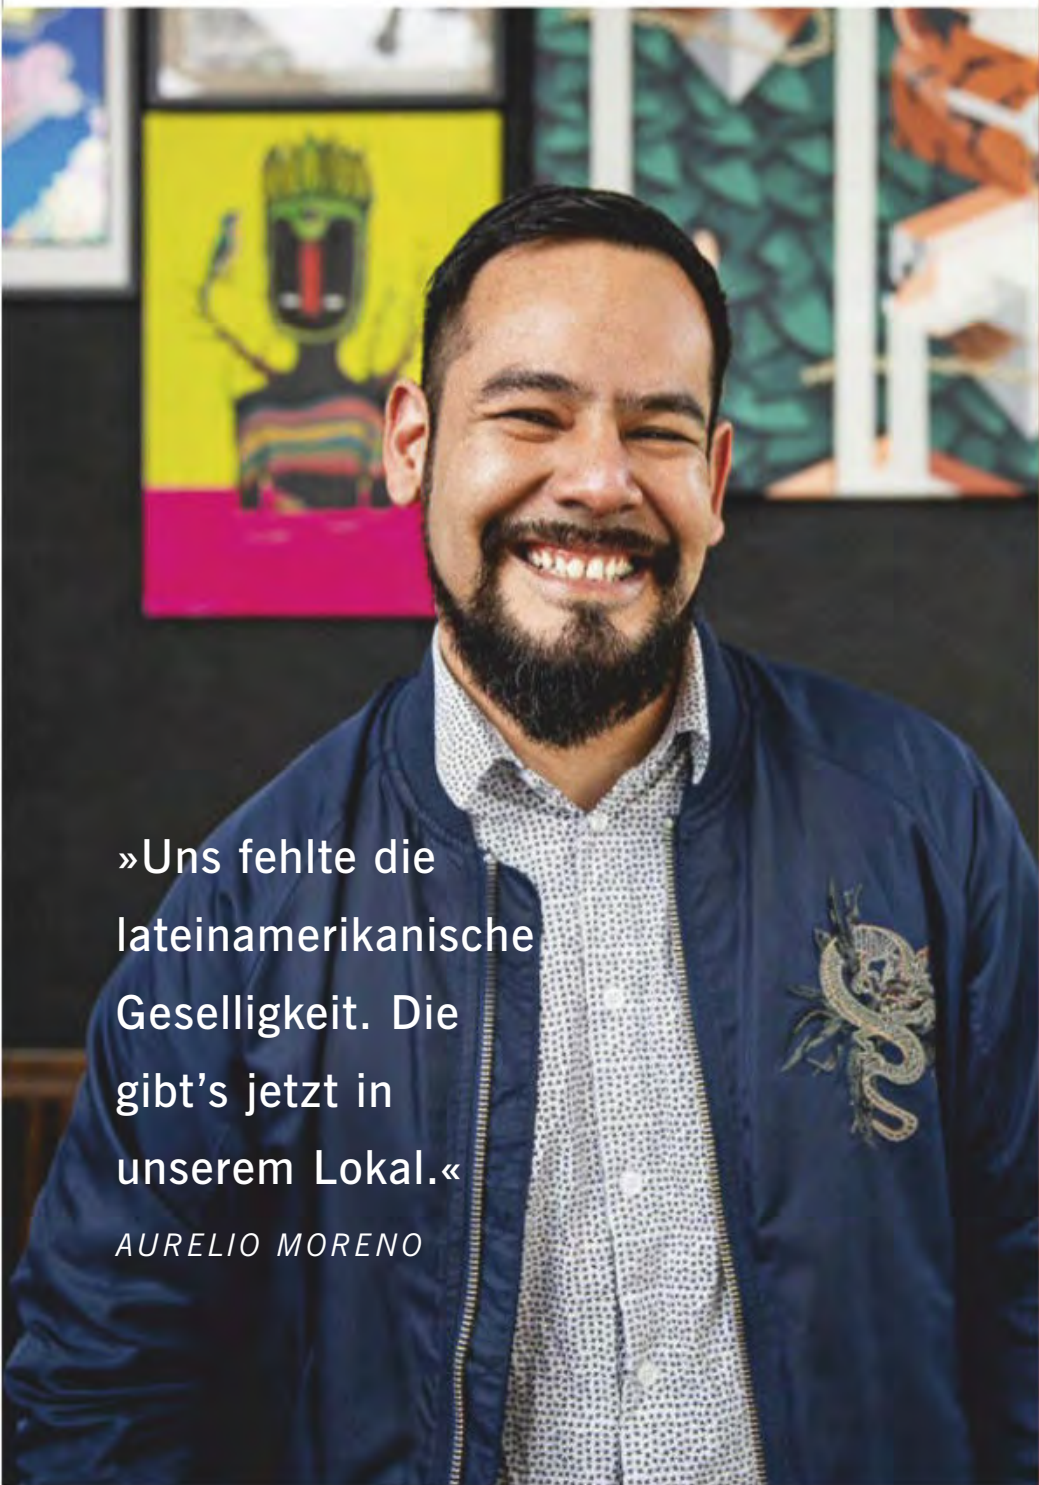 »Uns fehlte die
lateinamerikanische
Geselligkeit. Die
gibt’s jetzt in
unserem Lokal.«
AURELIO MORENO